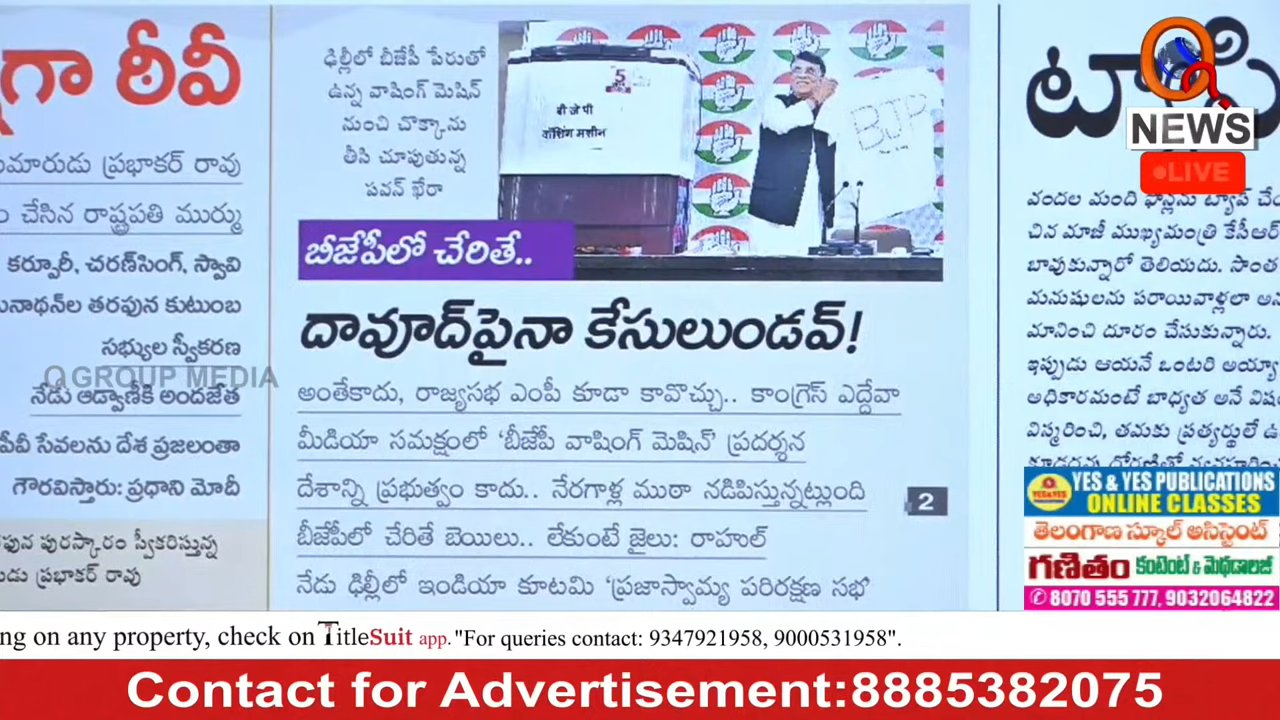 గా ఠీవీ
మారుడు ప్రభాకర్ రావు
చేసిన రాష్ట్రపతి ముర్ము
కర్పూరీ, చరణ్‌సింగ్, స్వామి
నాథన్‌ల తరఫున కుటుంబ
సభ్యుల స్వీకరణ
నేడు ఆడ్వాణీకి అందజేత
పీవీ సేవలను దేశ ప్రజలంతా
గౌరవిస్తారు: ప్రధాని మోదీ
పురస్కారం స్వీకరిస్తున్న
ప్రభాకర్ రావు
Q GROUP MEDIA
ఢిల్లీలో బీజేపీ పేరుతో
ఉన్న వాషింగ్ మెషిన్
నుంచి చొక్కాను
తీసి చూపుతున్న
పవన్ ఖేరా
बी जे पी
वॉशिंग मशीन
BJP
బీజేపీలో చేరితే..
దావూద్‌పైనా కేసులుండవ్!
అంతేకాదు, రాజ్యసభ ఎంపీ కూడా కావొచ్చు.. కాంగ్రెస్ ఎద్దేవా
మీడియా సమక్షంలో 'బీజేపీ వాషింగ్ మెషిన్' ప్రదర్శన
దేశాన్ని ప్రభుత్వం కాదు.. నేరగాళ్ల ముఠా నడిపిస్తున్నట్లుంది
2
బీజేపీలో చేరితే బెయిలు.. లేకుంటే జైలు: రాహుల్
నేడు ఢిల్లీలో ఇండియా కూటమి 'ప్రజాస్వామ్య పరిరక్షణ సభ'
NEWS
LIVE
వందల మంది ఫోన్లను ట్యాప్
చిన మాజీ ముఖ్యమంత్రి కేసీఆర్
బావుకున్నారో తెలియదు. సొంత
మనుషులను పరాయివాళ్లలా
మానించి దూరం చేసుకున్నారు.
ఇప్పుడు ఆయనే ఒంటరి అయ్యా
అధికారమంటే బాధ్యత అనే
విస్మరించి, తమకు ప్రత్యర్థులే
YES & YES PUBLICATIONS
ONLINE CLASSES
తెలంగాణ స్కూల్ అసిస్టెంట్
గణితం కంటెంట్ & మెథడాలజీ
8070 555 777, 9032064822
ng on any property, check on TitleSuit app. "For queries contact: 9347921958, 9000531958".
Contact for Advertisement:8885382075